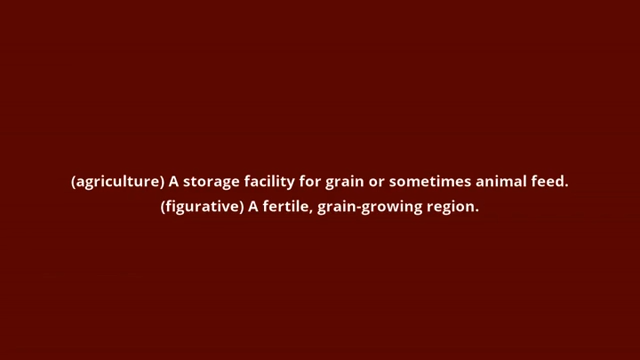 (agriculture) A storage facility for grain or sometimes animal feed.
(figurative) A fertile, grain-growing region.